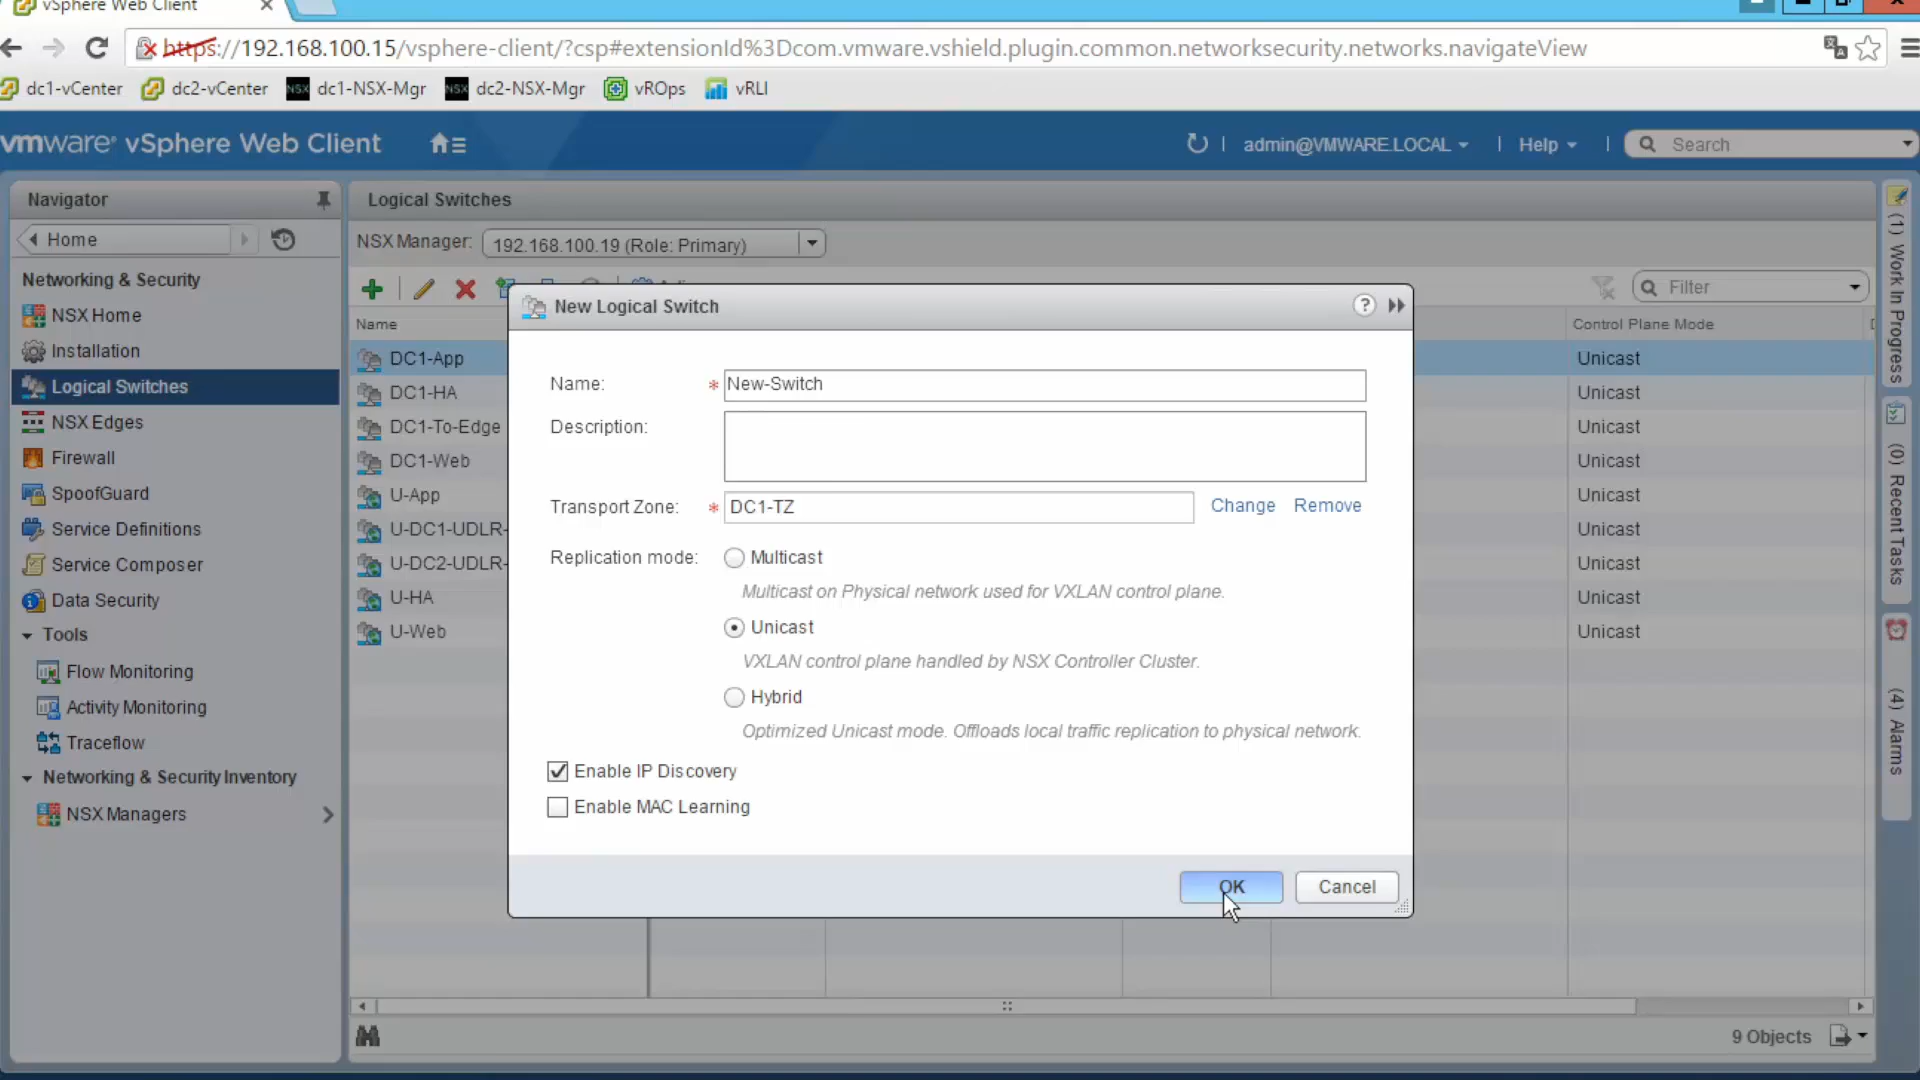 vSphere Web Client
https://192.168.100.15/vsphere-client/?csp#extensionId%3Dcom.vmware.vshield.plugin.common.networksecurity.networks.navigateView
dc1-vCenter dc2-vCenter NSX dc1-NSX-Mgr NSX dc2-NSX-Mgr vROps vRLI
vmware® vSphere Web Client admin@VMWARE.LOCAL Help Search
Navigator
Home
Networking & Security
NSX Home
Installation
Logical Switches
NSX Edges
Firewall
SpoofGuard
Service Definitions
Service Composer
Data Security
Tools
Flow Monitoring
Activity Monitoring
Traceflow
Networking & Security Inventory
NSX Managers
Logical Switches
NSX Manager: 192.168.100.19 (Role: Primary)
Filter
Name Control Plane Mode
DC1-App Unicast
DC1-HA Unicast
DC1-To-Edge Unicast
DC1-Web Unicast
U-App Unicast
U-DC1-UDLR- Unicast
U-DC2-UDLR- Unicast
U-HA Unicast
U-Web Unicast
9 Objects
New Logical Switch
Name: * New-Switch
Description:
Transport Zone: * DC1-TZ Change Remove
Replication mode: Multicast
Multicast on Physical network used for VXLAN control plane.
Unicast
VXLAN control plane handled by NSX Controller Cluster.
Hybrid
Optimized Unicast mode. Offloads local traffic replication to physical network.
Enable IP Discovery
Enable MAC Learning
OK Cancel
(1) Work In Progress
(0) Recent Tasks
(4) Alarms